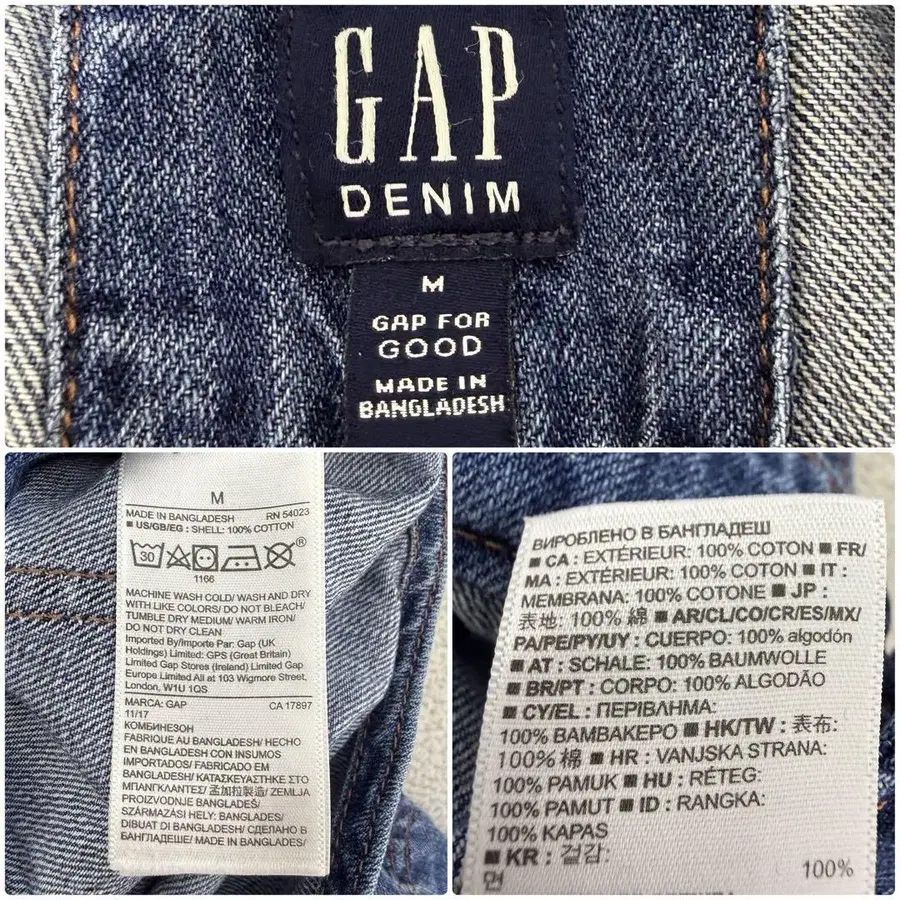 GAP
DENIM
M
GAP FOR
GOOD
MADE IN
BANGLADESH
M
MADE IN BANGLADESH RN 54023
■ US/GB/EG : SHELL: 100% COTTON
30 ®
1166
MACHINE WASH COLD/ WASH AND DRY
WITH LIKE COLORS/ DO NOT BLEACH/
TUMBLE DRY MEDIUM/ WARM IRON/
DO NOT DRY CLEAN
Imported By/Importe Par: Gap (UK
Holdings) Limited: GPS (Great Britain)
Limited Gap Stores (Ireland) Limited Gap
Europe Limited All at 103 Wigmore Street,
London, W1U 1QS
MARCA: GAP CA 17897
11/17
КОМБИНЕЗОН
FABRIQUE AU BANGLADESH/ HECHO
EN BANGLADESH CON INSUMOS
IMPORTADOS/ FABRICADO EM
BANGLADESH/ ΚΑΤΑΣΚΕΥΑΣΤΗΚΕ ΣΤΟ
ΜΠΑΝΓΚΛΑΝΤΕΣ/ 孟加拉製造/ ZEMLJA
PROIZVODNJE BANGLADEŠ/
SZÁRMAZÁSI HELY: BANGLADES/
DIBUAT DI BANGLADESH/ СДЕЛАНО В
БАНГЛАДЕШЕ/ MADE IN BANGLADESH/
ВИРОБЛЕНО В БАНГЛАДЕШ
■ CA : EXTÉRIEUR: 100% COTON ■ FR/
MA : EXTÉRIEUR: 100% COTON ■ IT :
MEMBRANA: 100% COTONE ■ JP :
表地: 100% 綿 ■ AR/CL/CO/CR/ES/MX/
PA/PE/PY/UY : CUERPO: 100% algodón
■ AT : SCHALE: 100% BAUMWOLLE
■ BR/PT : CORPO: 100% ALGODÃO
■ CY/EL : ΠΕΡΙΒΛΗΜΑ:
100% ΒΑΜΒΑΚΕΡΟ ■ HK/TW : 表布:
100% 棉 ■ HR : VANJSKA STRANA:
100% PAMUK ■ HU : RÉTEG:
100% PAMUT ■ ID : RANGKA:
100% KAPAS
■ KR : 겉감:
면 100%